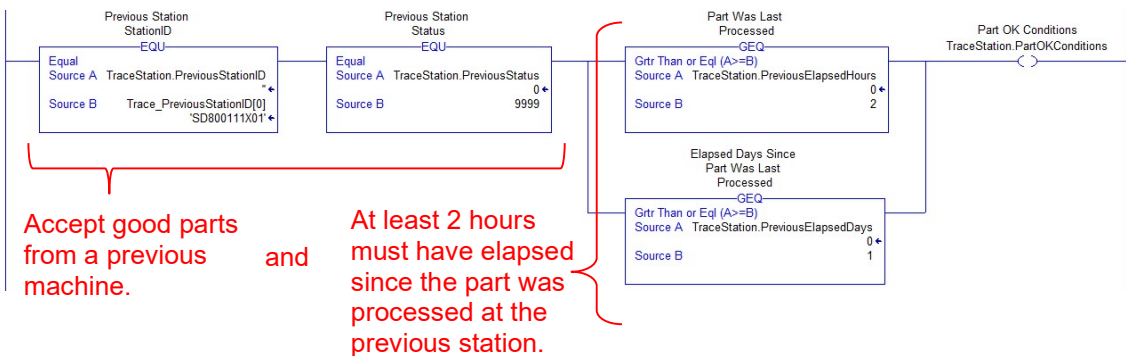 Previous Station
StationID
EQU
Equal
Source A TraceStation.PreviousStationID
''
Source B Trace_PreviousStationID[0]
'SD800111X01'
Previous Station
Status
EQU
Equal
Source A TraceStation.PreviousStatus
0
Source B 9999
Part Was Last
Processed
GEQ
Grtr Than or Eql (A>=B)
Source A TraceStation.PreviousElapsedHours
0
Source B 2
Part OK Conditions
TraceStation.PartOKConditions
Elapsed Days Since
Part Was Last
Processed
GEQ
Grtr Than or Eql (A>=B)
Source A TraceStation.PreviousElapsedDays
0
Source B 1
Accept good parts
from a previous
machine.
and
At least 2 hours
must have elapsed
since the part was
processed at the
previous station.